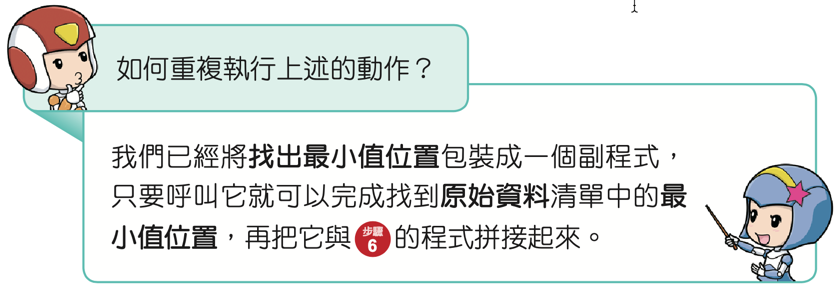 如何重複執行上述的動作？
我們已經將找出最小值位置包裝成一個副程式，
只要呼叫它就可以完成找到原始資料清單中的最
小值位置，再把它與步驟6的程式拼接起來。